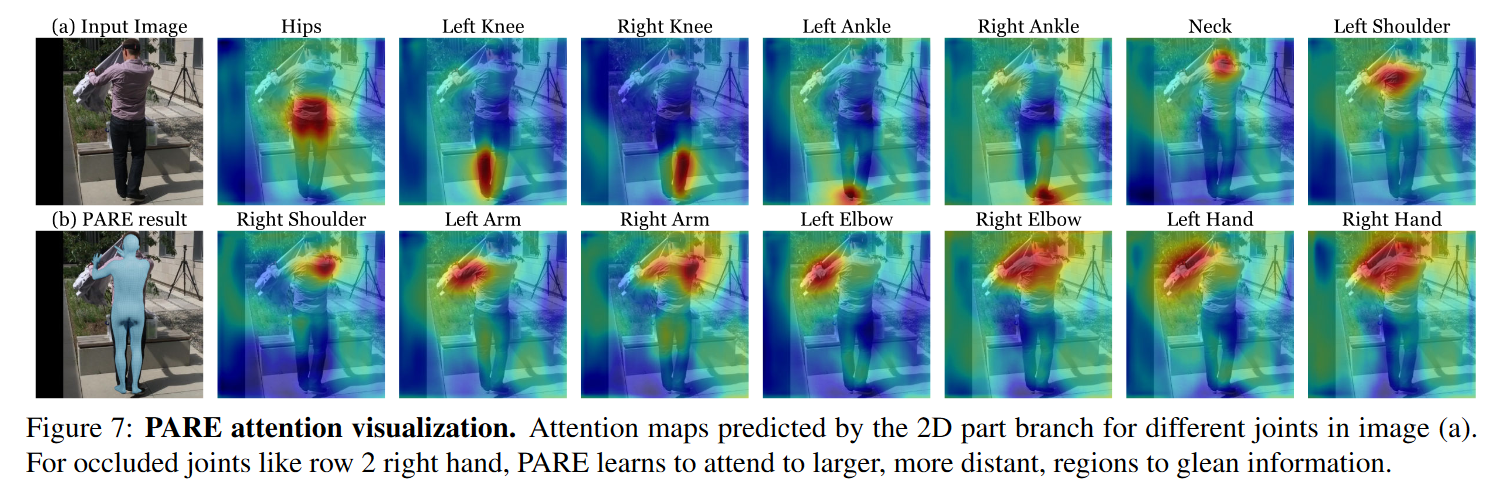 (a) Input Image Hips Left Knee Right Knee Left Ankle Right Ankle Neck Left Shoulder
(b) PARE result Right Shoulder Left Arm Right Arm Left Elbow Right Elbow Left Hand Right Hand
Figure 7: PARE attention visualization. Attention maps predicted by the 2D part branch for different joints in image (a).
For occluded joints like row 2 right hand, PARE learns to attend to larger, more distant, regions to glean information.